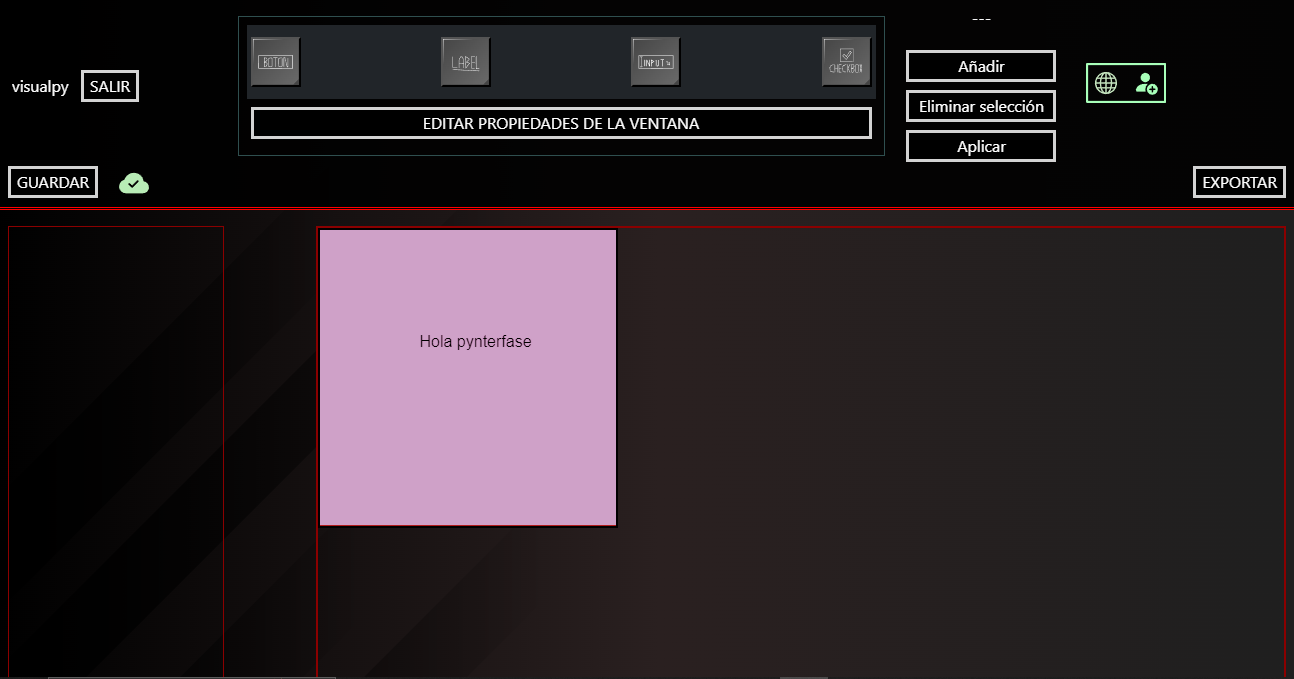 ---
BOTON
LABEL
INPUT
CHECKBOX
Añadir
visualpy
SALIR
Eliminar selección
EDITAR PROPIEDADES DE LA VENTANA
Aplicar
GUARDAR
EXPORTAR
Hola pynterfase